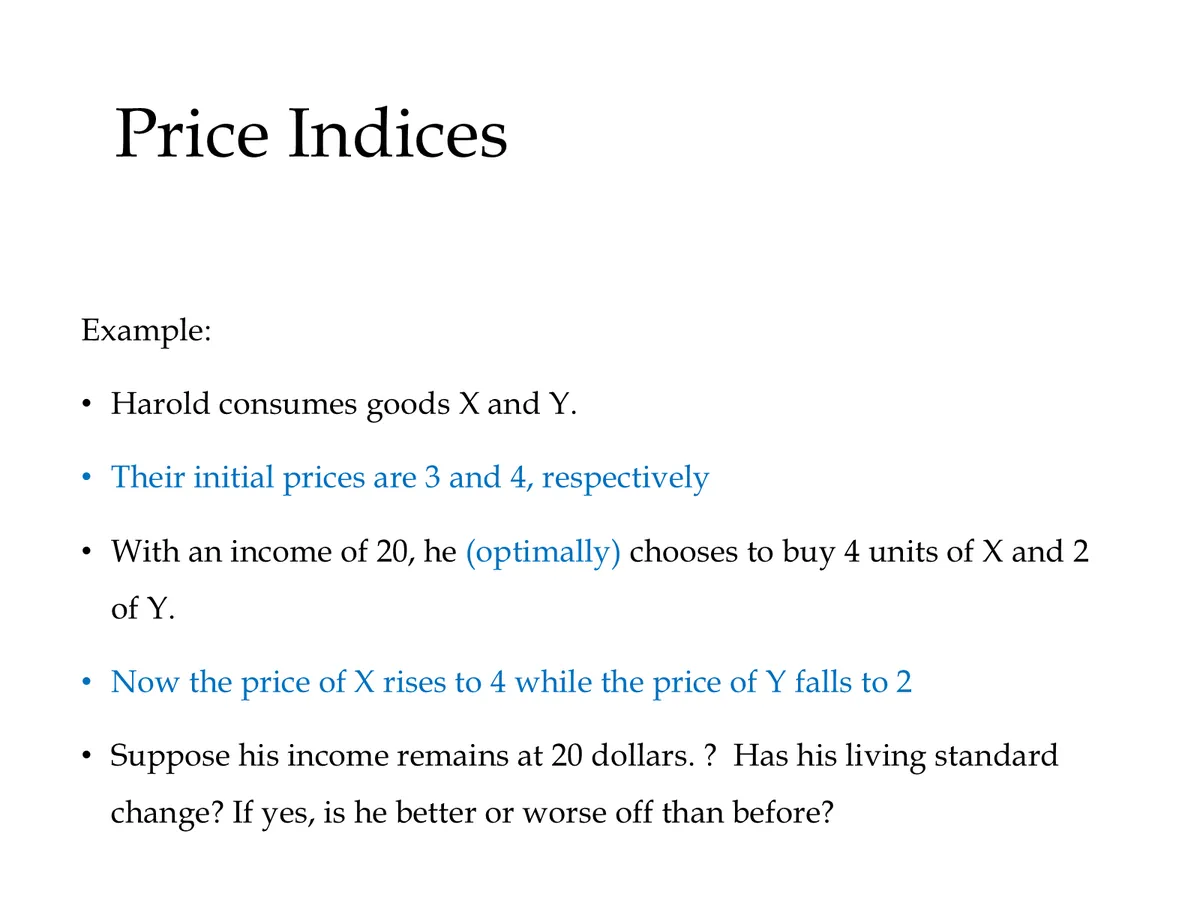 Price Indices
Example:
• Harold consumes goods X and Y.
• Their initial prices are 3 and 4, respectively
• With an income of 20, he (optimally) chooses to buy 4 units of X and 2
of Y.
• Now the price of X rises to 4 while the price of Y falls to 2
• Suppose his income remains at 20 dollars. ?  Has his living standard
change? If yes, is he better or worse off than before?